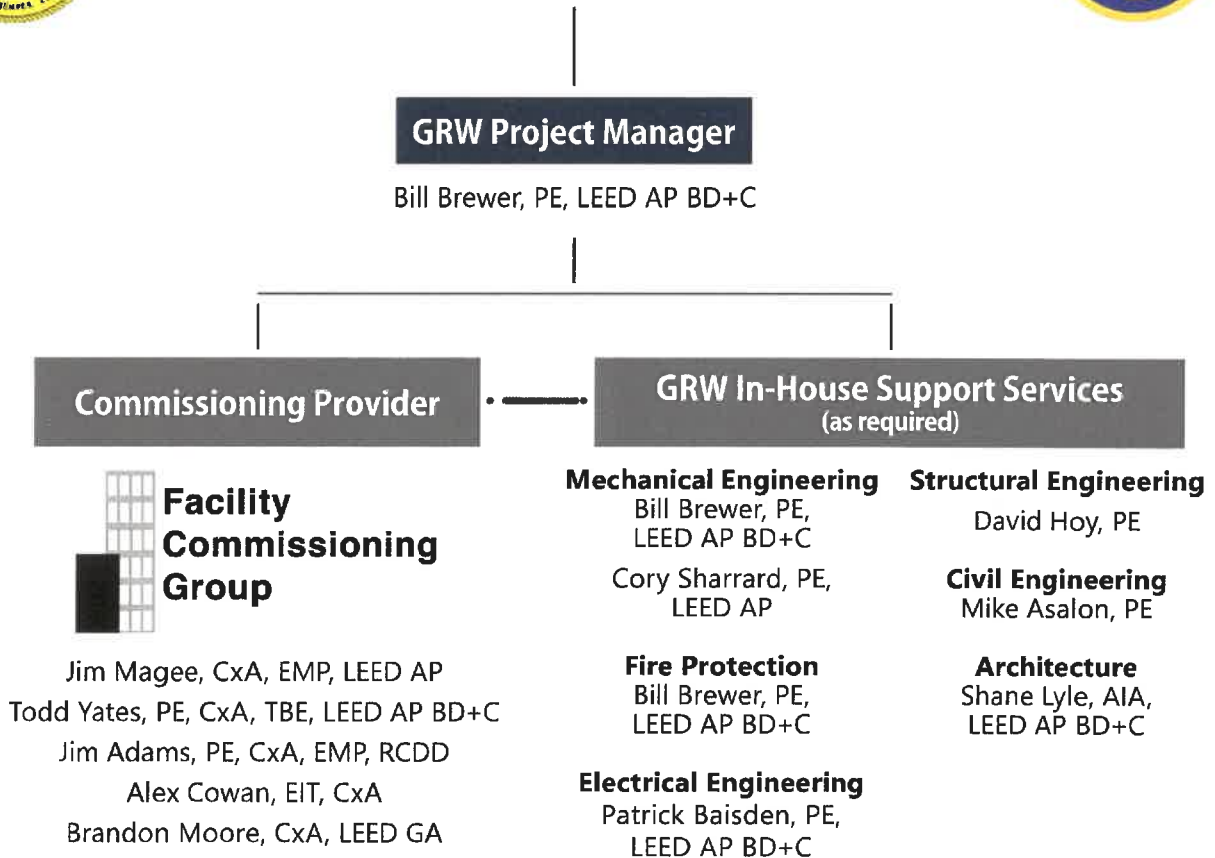 GRW Project Manager
Bill Brewer, PE, LEED AP BD+C
Commissioning Provider
Facility
Commissioning
Group
Jim Magee, CxA, EMP, LEED AP
Todd Yates, PE, CxA, TBE, LEED AP BD+C
Jim Adams, PE, CxA, EMP, RCDD
Alex Cowan, EIT, CxA
Brandon Moore, CxA, LEED GA
GRW In-House Support Services
(as required)
Mechanical Engineering
Bill Brewer, PE,
LEED AP BD+C
Cory Sharrard, PE,
LEED AP
Fire Protection
Bill Brewer, PE,
LEED AP BD+C
Electrical Engineering
Patrick Baisden, PE,
LEED AP BD+C
Structural Engineering
David Hoy, PE
Civil Engineering
Mike Asalon, PE
Architecture
Shane Lyle, AIA,
LEED AP BD+C